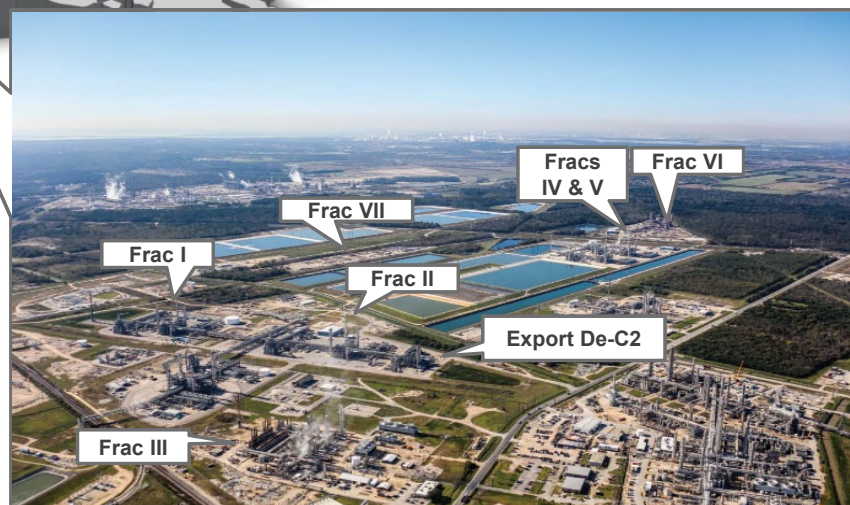 Fracs
IV & V
Frac VI
Frac VII
Frac I
Frac II
Export De-C2
Frac III